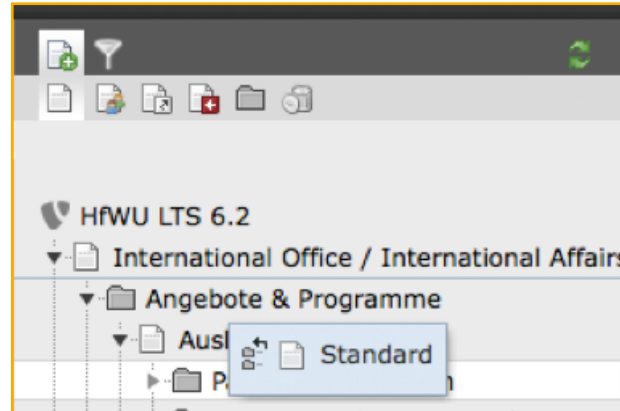 HfWU LTS 6.2
International Office / International Affairs
Angebote & Programme
Standard